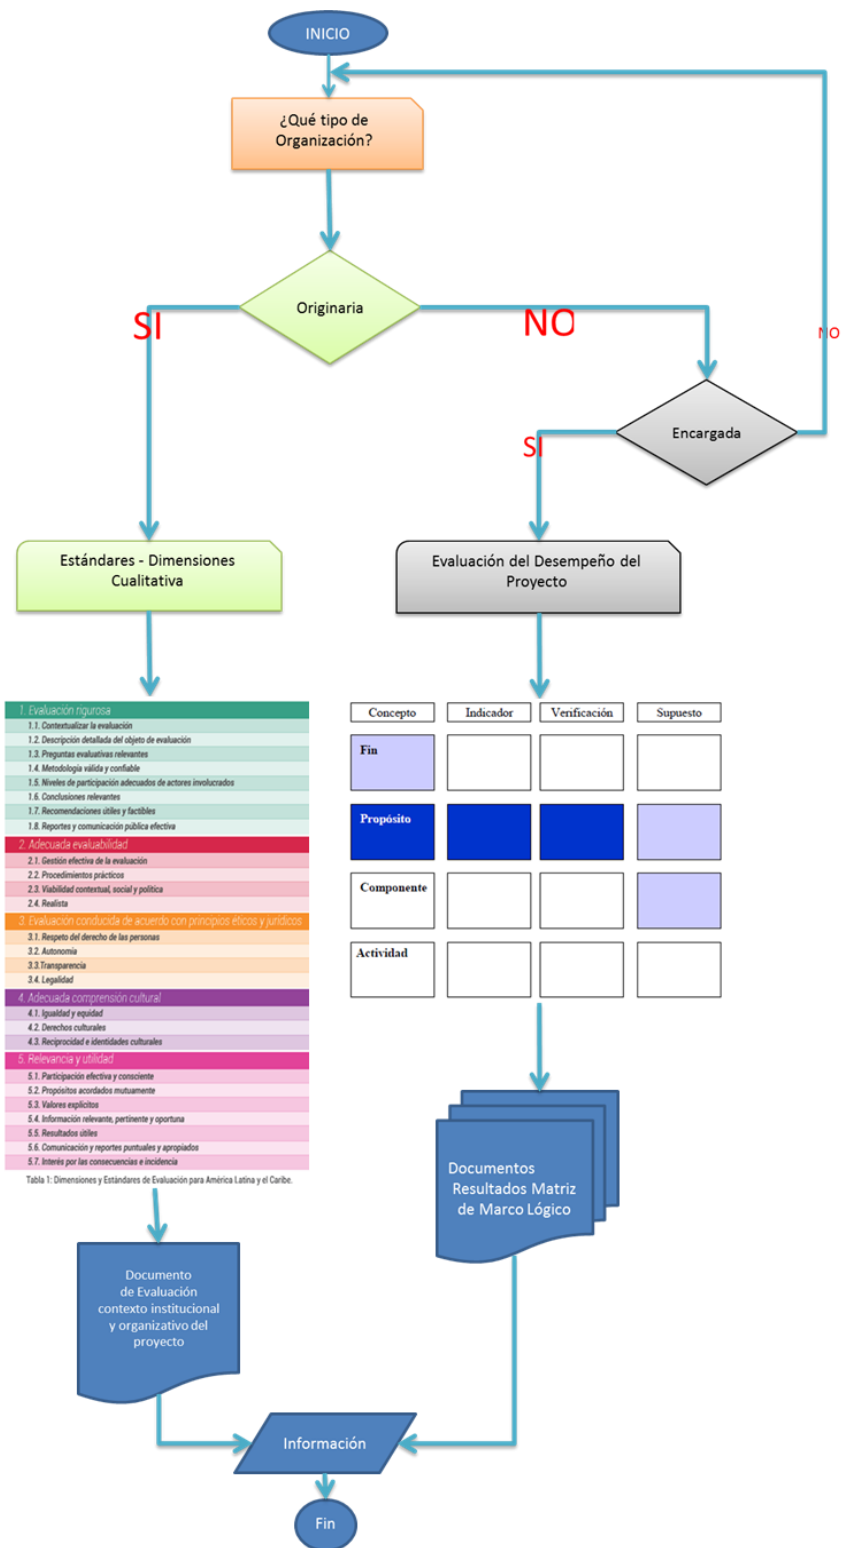 INICIO
¿Qué tipo de
Organización?
Originaria
SI
NO
NO
Encargada
SI
Estándares - Dimensiones
Cualitativa
Evaluación del Desempeño del
Proyecto
1. Evaluación rigurosa
1.1. Contextualizar la evaluación
1.2. Descripción detallada del objeto de evaluación
1.3. Preguntas evaluativas relevantes
1.4. Metodología válida y confiable
1.5. Niveles de participación adecuados de actores involucrados
1.6. Conclusiones relevantes
1.7. Recomendaciones útiles y factibles
1.8. Reportes y comunicación pública efectiva
2. Adecuada evaluabilidad
2.1. Gestión efectiva de la evaluación
2.2. Procedimientos prácticos
2.3. Viabilidad contextual, social y política
2.4. Realista
3. Evaluación conducida de acuerdo con principios éticos y jurídicos
3.1. Respeto del derecho de las personas
3.2. Autonomía
3.3.Transparencia
3.4. Legalidad
4. Adecuada comprensión cultural
4.1. Igualdad y equidad
4.2. Derechos culturales
4.3. Reciprocidad e identidades culturales
5. Relevancia y utilidad
5.1. Participación efectiva y consciente
5.2. Propósitos acordados mutuamente
5.3. Valores explícitos
5.4. Información relevante, pertinente y oportuna
5.5. Resultados útiles
5.6. Comunicación y reportes puntuales y apropiados
5.7. Interés por las consecuencias e incidencia
Tabla 1: Dimensiones y Estándares de Evaluación para América Latina y el Caribe.
Concepto Indicador Verificación Supuesto
Fin
Propósito
Componente
Actividad
Documentos
Resultados Matriz
de Marco Lógico
Documento
de Evaluación
contexto institucional
y organizativo del
proyecto
Información
Fin